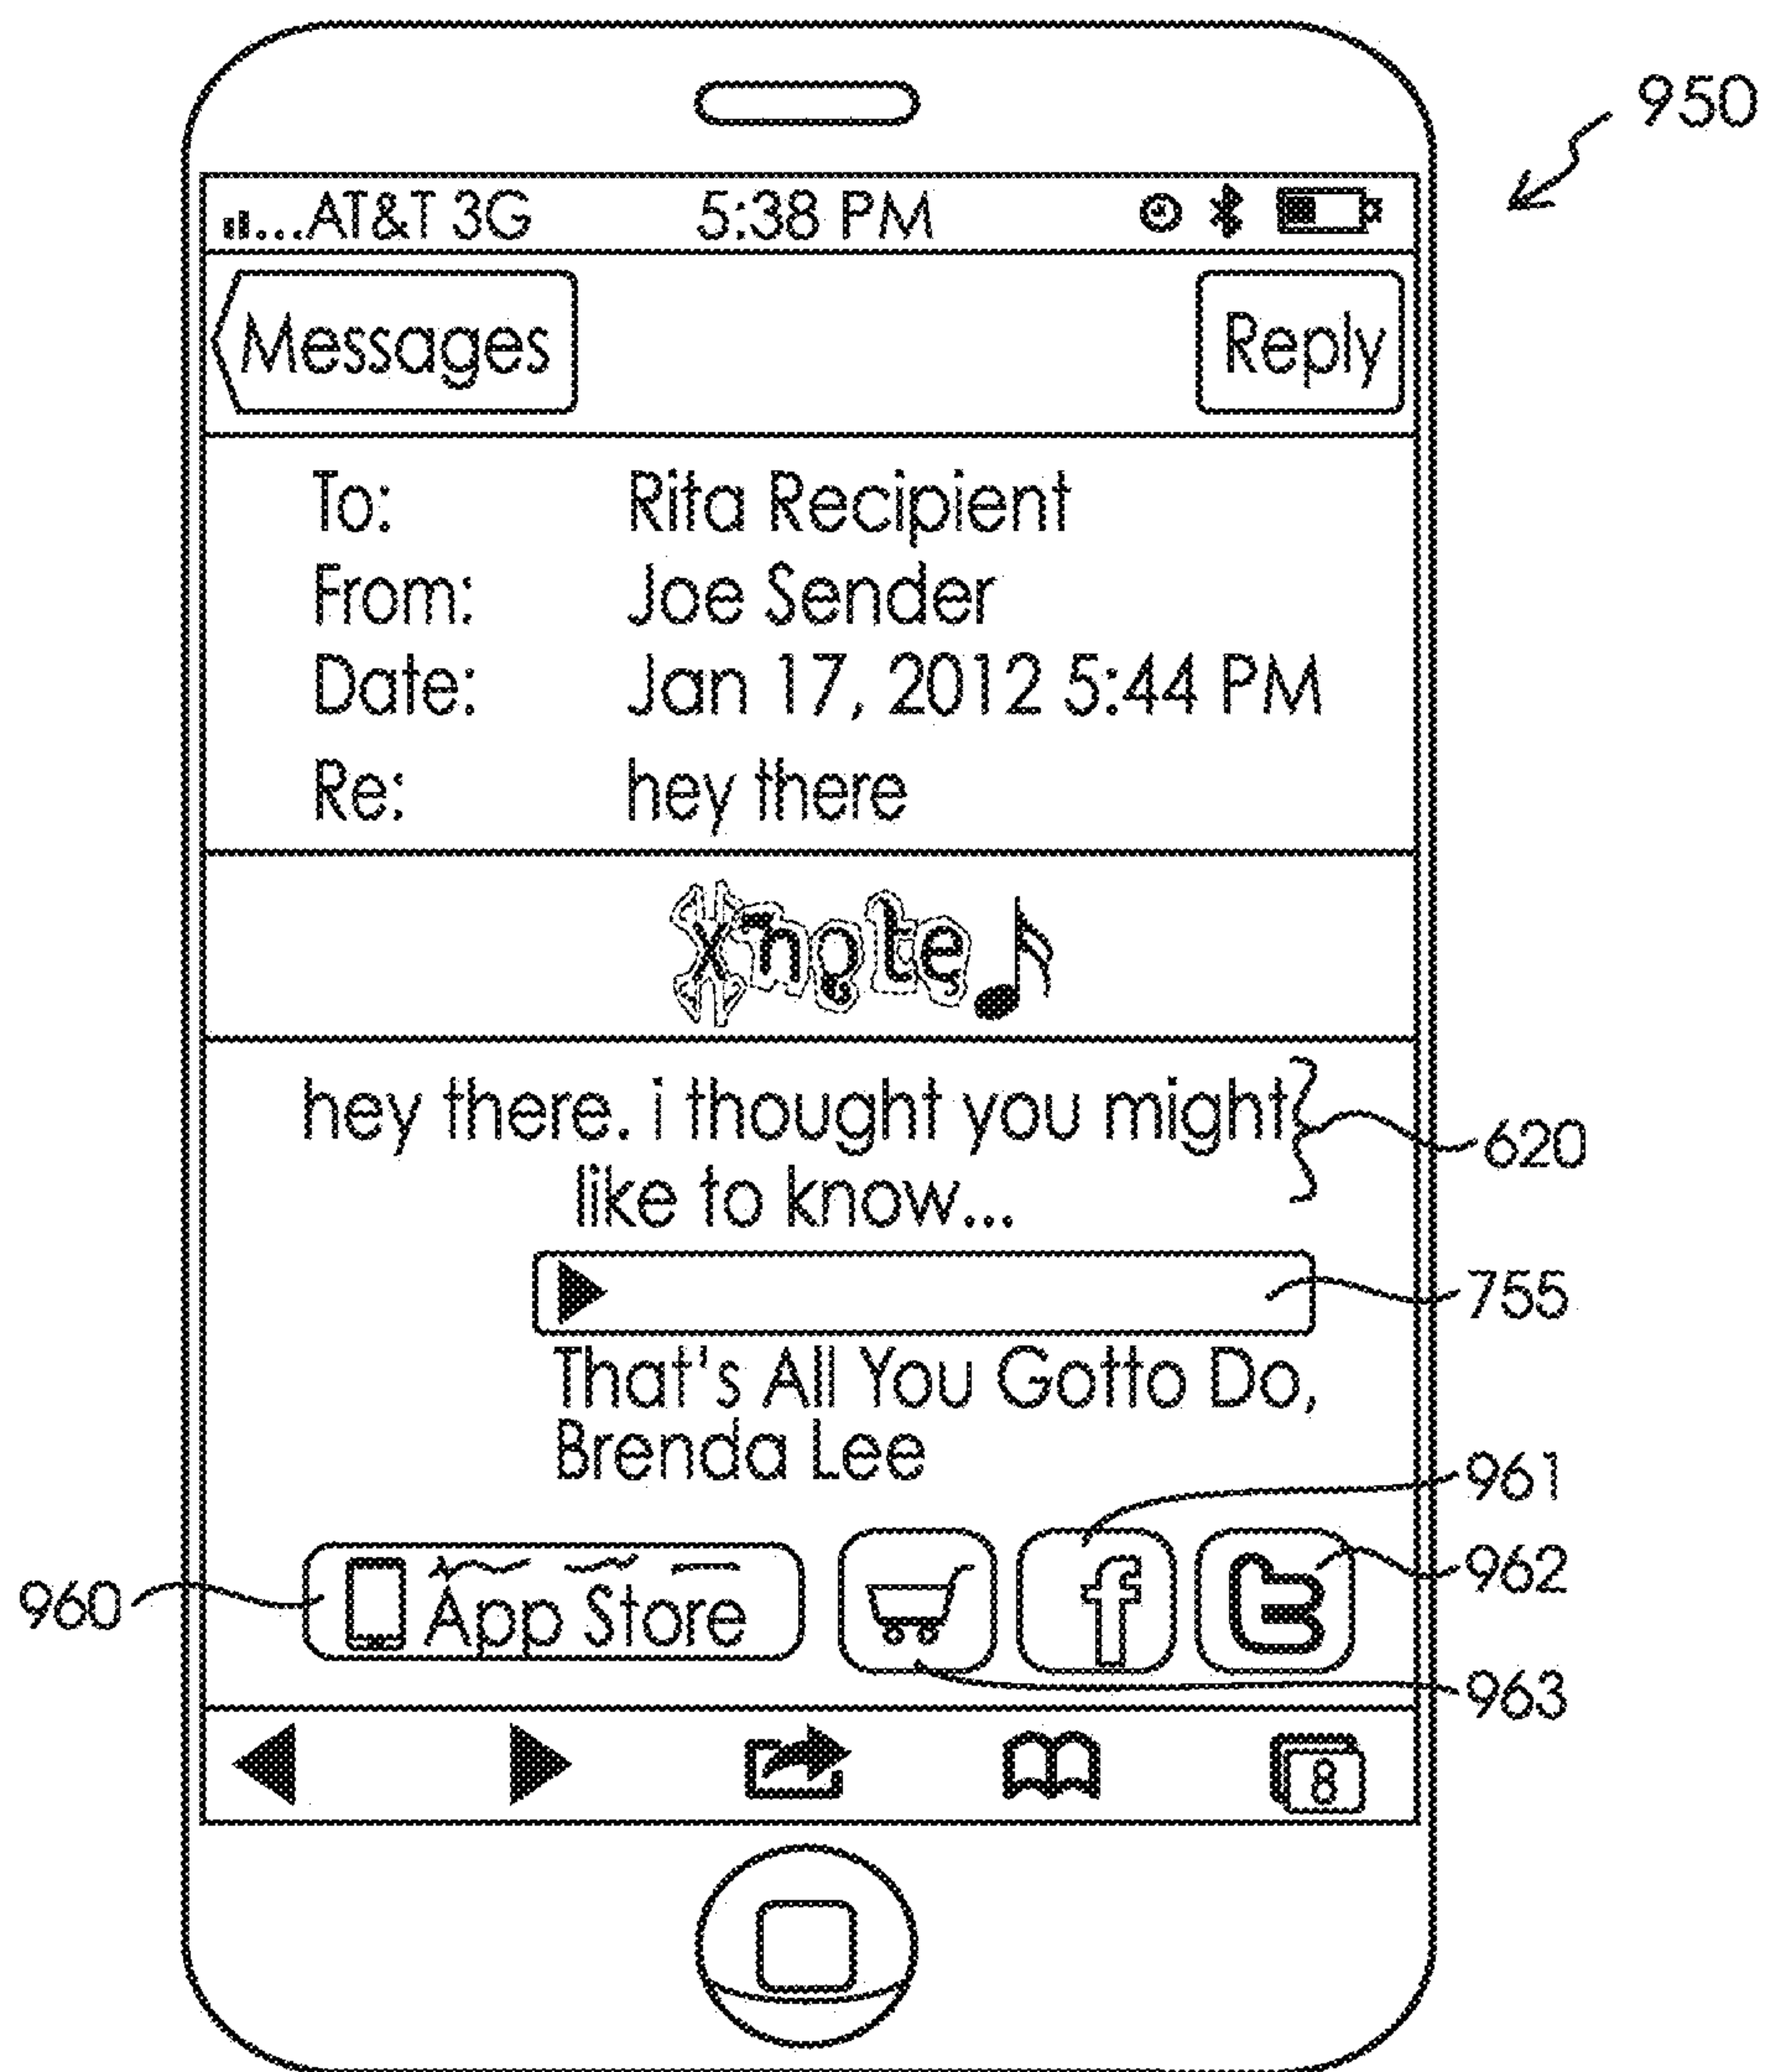 950
...AT&T 3G 5:38 PM
Messages Reply
To: Rita Recipient
From: Joe Sender
Date: Jan 17, 2012 5:44 PM
Re: hey there
x note
hey there. i thought you might
620
like to know...
755
That's All You Gotto Do,
Brenda Lee
961
960 App Store f t 962
963
8